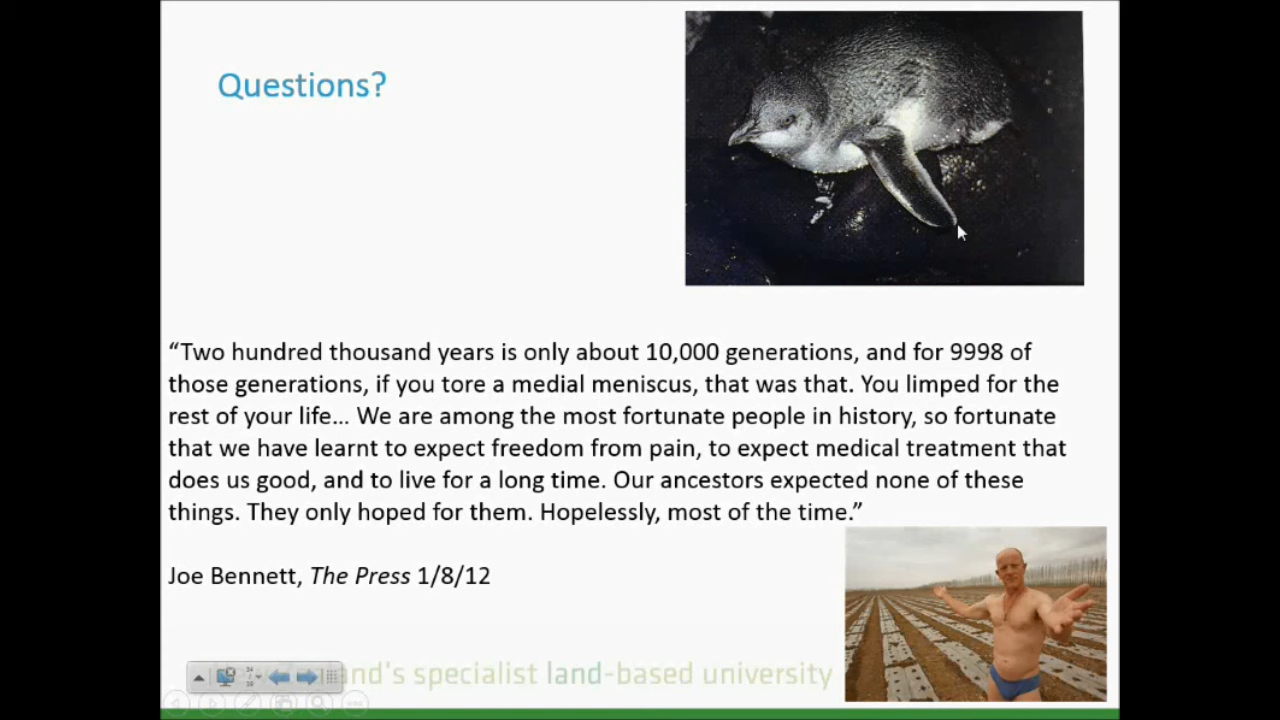 Questions?
“Two hundred thousand years is only about 10,000 generations, and for 9998 of
those generations, if you tore a medial meniscus, that was that. You limped for the
rest of your life… We are among the most fortunate people in history, so fortunate
that we have learnt to expect freedom from pain, to expect medical treatment that
does us good, and to live for a long time. Our ancestors expected none of these
things. They only hoped for them. Hopelessly, most of the time.”
Joe Bennett, The Press 1/8/12
specialist land-based university